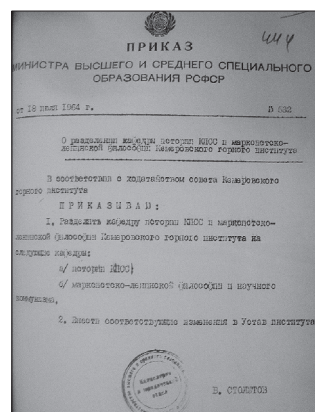 444
ПРИКАЗ
МИНИСТРА ВЫСШЕГО И СРЕДНЕГО СПЕЦИАЛЬНОГО
ОБРАЗОВАНИЯ РСФСР
от 18 июля 1964 г. № 532
О разделении кафедры истории КПСС и марксистско-
ленинской философии Кемеровского горного института
В соответствии с ходатайством совета Кемеровского
горного института
ПРИКАЗЫВАЮ:
1. Разделить кафедру истории КПСС и марксистско-
ленинской философии Кемеровского горного института на
следующие кафедры:
а/ истории КПСС;
б/ марксистско-ленинской философии и научного
коммунизма.
2. Внести соответствующие изменения в Устав института
В. СТОЛЕТОВ